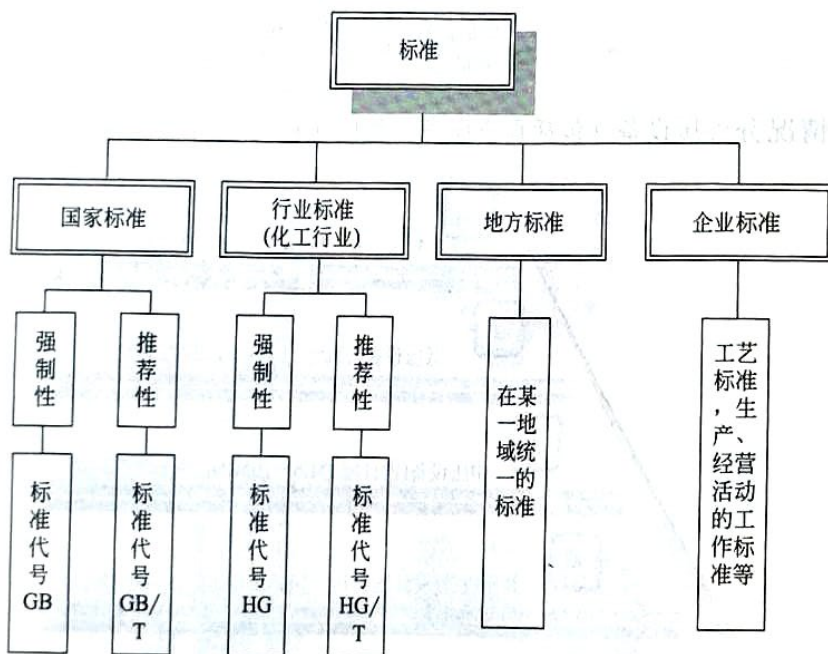 标准
国家标准
行业标准
(化工行业)
地方标准
企业标准
强制性
推荐性
强制性
推荐性
标准代号
GB
标准代号
GB/
T
标准代号
HG
标准代号
HG/
T
在某
一地
域统
一的
标准
工艺
标准
，生
产、
经营
活动
的工
作标
准等